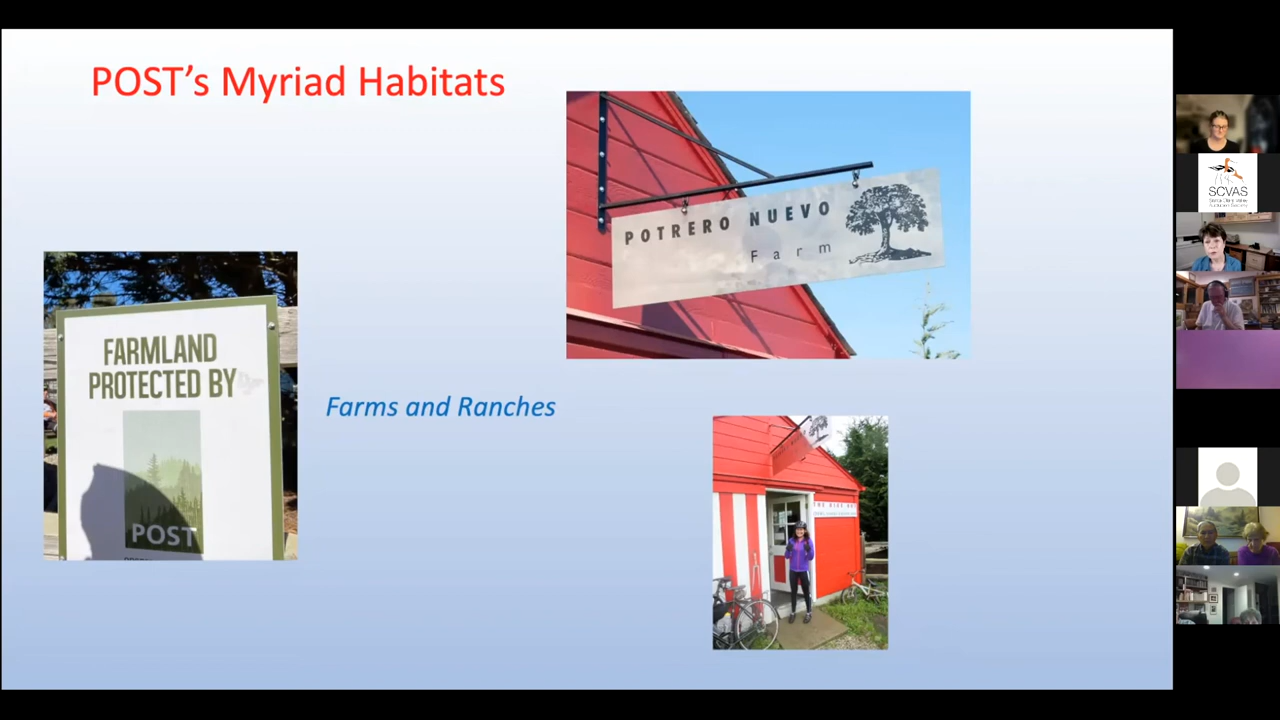 POST's Myriad Habitats
POTRERO NUEVO
Farm
FARMLAND
PROTECTED BY
POST
Farms and Ranches
SCVAS